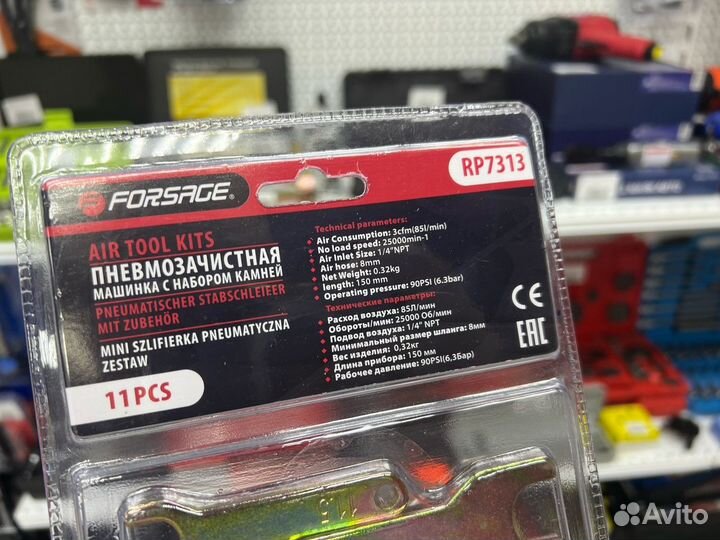 FORSAGE®
RP7313
AIR TOOL KITS
ПНЕВМОЗАЧИСТНАЯ
МАШИНКА С НАБОРОМ КАМНЕЙ
PNEUMATISCHER STABSCHLEIFER
MIT ZUBEHÖR
MINI SZLIFIERKA PNEUMATYCZNA
ZESTAW
11 PCS
Technical parameters:
• Air Consumption: 3cfm(85l/min)
• No load speed: 25000min-1
• Air Inlet Size: 1/4"NPT
• Air hose: 8mm
• Net Weight: 0.32kg
• length: 150 mm
• Operating pressure: 90PSI (6.3bar)
Технические параметры:
• Расход воздуха: 85Л/мин
• Обороты/мин: 25000 Об/мин
• Подвод воздуха: 1/4" NPT
• Минимальный размер шланга: 8мм
• Вес изделия: 0,32кг
• Длина прибора: 150 мм
• Рабочее давление: 90PSI(6,3Бар)
CE
EAC
11.5
Avito